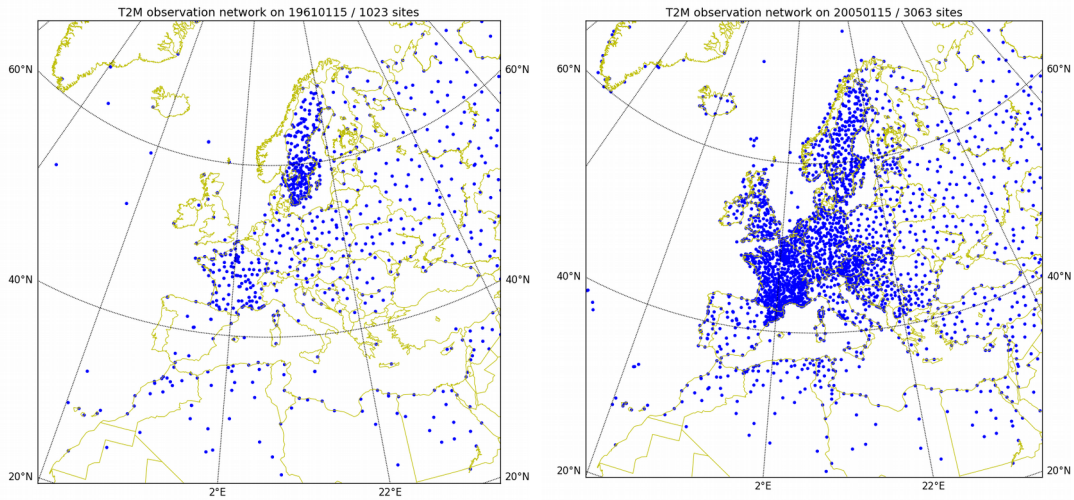 T2M observation network on 19610115 / 1023 sites
60°N
60°N
40°N
40°N
20°N
20°N
2°E
22°E
T2M observation network on 20050115 / 3063 sites
60°N
60°N
40°N
40°N
20°N
20°N
2°E
22°E